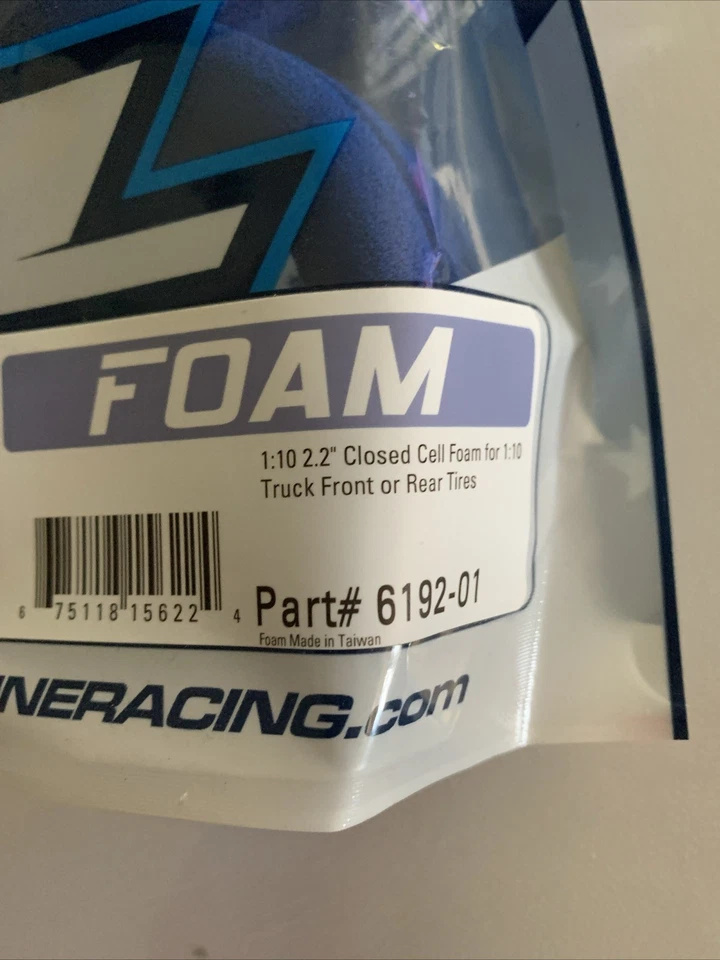 FOAM
1:10 2.2" Closed Cell Foam for 1:10
Truck Front or Rear Tires
6 75118 15622 4
Part# 6192-01
Foam Made in Taiwan
INERACING.com